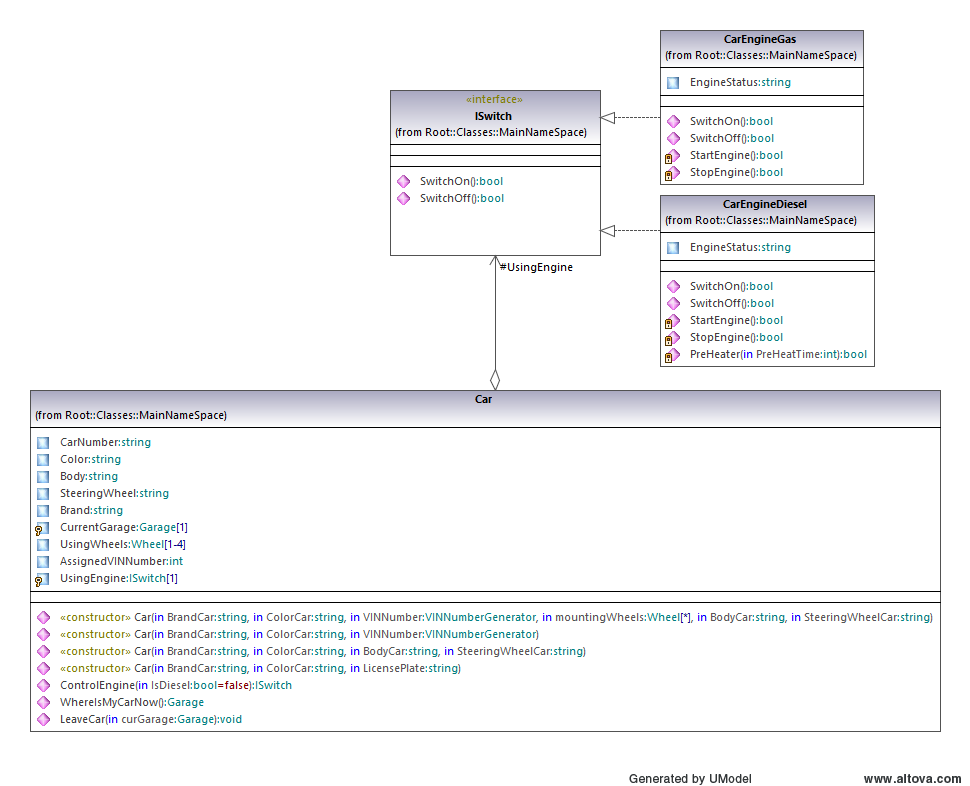 CarEngineGas
(from Root::Classes::MainNameSpace)
EngineStatus:string
SwitchOn():bool
SwitchOff():bool
StartEngine():bool
StopEngine():bool
«interface»
ISwitch
(from Root::Classes::MainNameSpace)
SwitchOn():bool
SwitchOff():bool
CarEngineDiesel
(from Root::Classes::MainNameSpace)
EngineStatus:string
SwitchOn():bool
SwitchOff():bool
StartEngine():bool
StopEngine():bool
PreHeater(in PreHeatTime:int):bool
#UsingEngine
Car
(from Root::Classes::MainNameSpace)
CarNumber:string
Color:string
Body:string
SteeringWheel:string
Brand:string
CurrentGarage:Garage[1]
UsingWheels:Wheel[1-4]
AssignedVINNumber:int
UsingEngine:ISwitch[1]
«constructor» Car(in BrandCar:string, in ColorCar:string, in VINNumber:VINNumberGenerator, in mountingWheels:Wheel[*], in BodyCar:string, in SteeringWheelCar:string)
«constructor» Car(in BrandCar:string, in ColorCar:string, in VINNumber:VINNumberGenerator)
«constructor» Car(in BrandCar:string, in ColorCar:string, in BodyCar:string, in SteeringWheelCar:string)
«constructor» Car(in BrandCar:string, in ColorCar:string, in LicensePlate:string)
ControlEngine(in IsDiesel:bool=false):ISwitch
WhereIsMyCarNow():Garage
LeaveCar(in curGarage:Garage):void
Generated by UModel www.altova.com